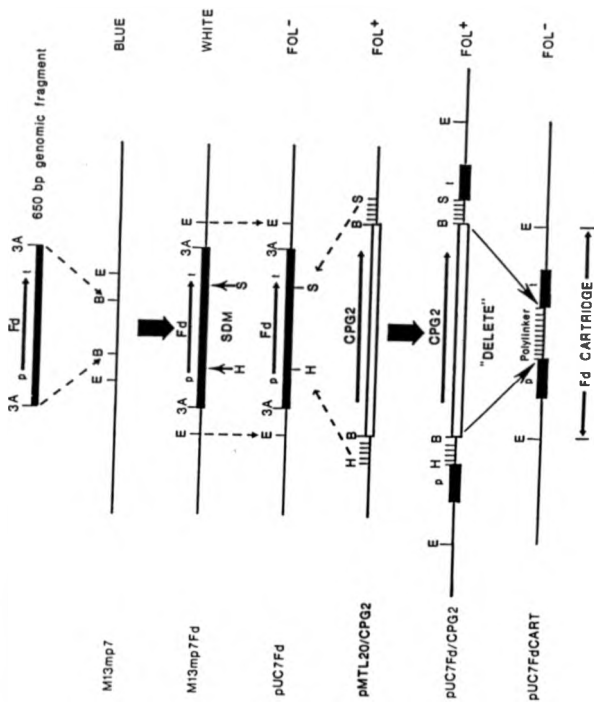 3A Fd 3A
p t
650 bp genomic fragment
M13mp7 E B B E BLUE
M13mp7Fd E 3A p Fd t 3A E WHITE
H SDM S
pUC7Fd E 3A p Fd t 3A E FOL⁻
H S
pMTL20/CPG2 H B CPG2 B S FOL⁺
pUC7Fd/CPG2 E p H B CPG2 B S t E FOL⁺
"DELETE"
pUC7FdCART E p Polylinker t E FOL⁻
Fd CARTRIDGE